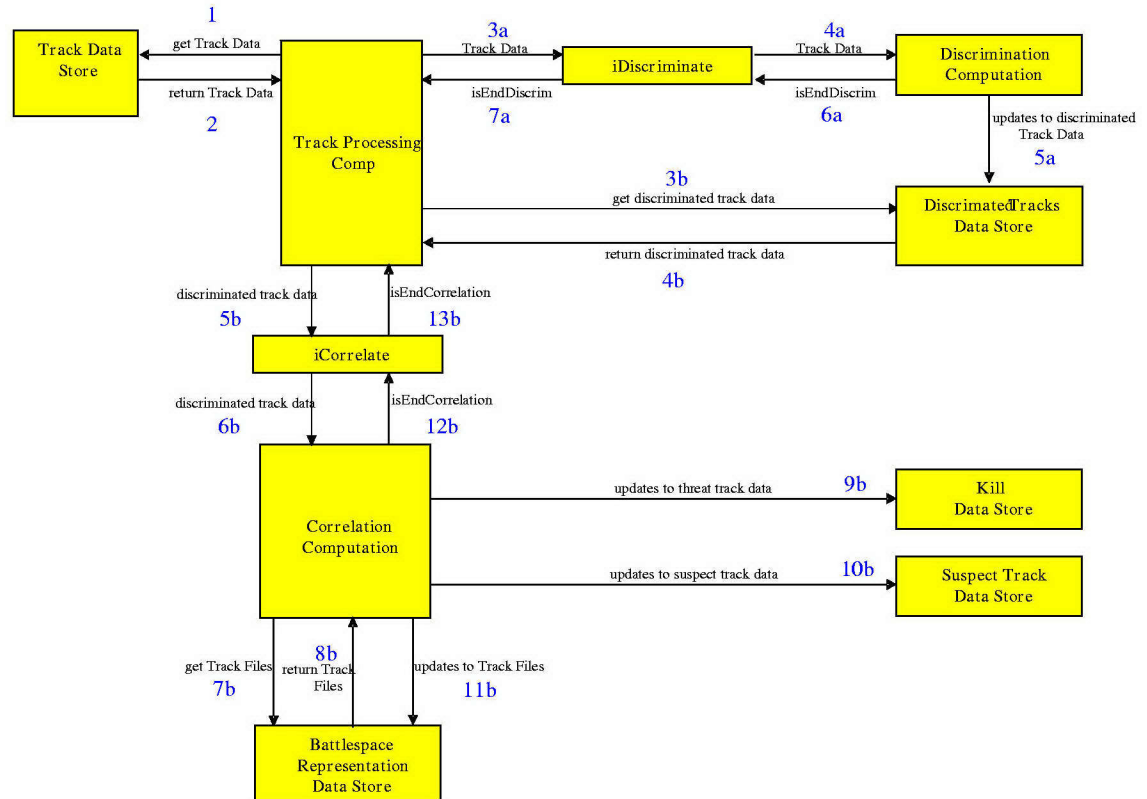 1
3a
4a
Track Data
Store
get Track Data
return Track Data
2
Track Processing
Comp
Track Data
isEndDiscrim
7a
iDiscriminate
Track Data
isEndDiscrim
6a
Discrimination
Computation
updates to discriminated
Track Data
5a
3b
get discriminated track data
return discriminated track data
4b
DiscrimatedTracks
Data Store
discriminated track data
5b
isEndCorrelation
13b
iCorrelate
discriminated track data
6b
isEndCorrelation
12b
Correlation
Computation
updates to threat track data
9b
Kill
Data Store
updates to suspect track data
10b
Suspect Track
Data Store
get Track Files
7b
8b
return Track
Files
updates to Track Files
11b
Battlespace
Representation
Data Store